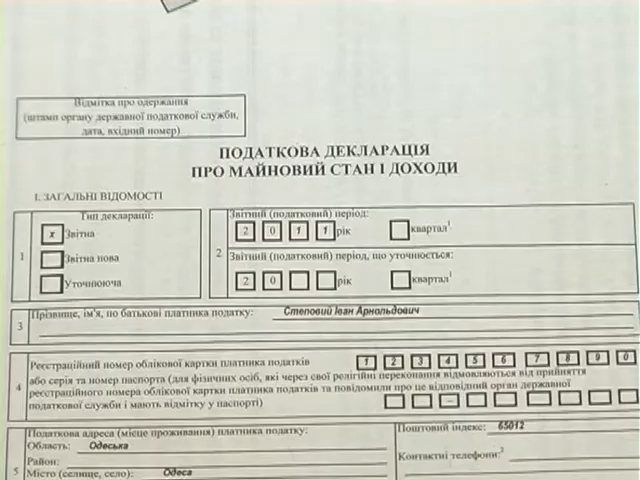 Відмітка про одержання
(штамп органу державної податкової служби,
дата, вхідний номер)
ПОДАТКОВА ДЕКЛАРАЦІЯ
ПРО МАЙНОВИЙ СТАН І ДОХОДИ
І. ЗАГАЛЬНІ ВІДОМОСТІ
1
Тип декларації:
x Звітна
Звітна нова
Уточнююча
2
Звітний (податковий) період:
2 0 1 1 рік квартал1
Звітний (податковий) період, що уточнюється:
2 0 рік квартал1
3 Прізвище, ім'я, по батькові платника податку: Степовий Іван Арнольдович
4
Реєстраційний номер облікової картки платника податків 1 2 3 4 5 6 7 8 9 0
або серія та номер паспорта (для фізичних осіб, які через свої релігійні переконання відмовляються від прийняття
реєстраційного номера облікової картки платника податків та повідомили про це відповідний орган державної
податкової служби і мають відмітку у паспорті) –
5
Податкова адреса (місце проживання) платника податку:
Область: Одеська
Район:
Місто (селище, село): Одеса
Поштовий індекс: 65012
Контактні телефони:2